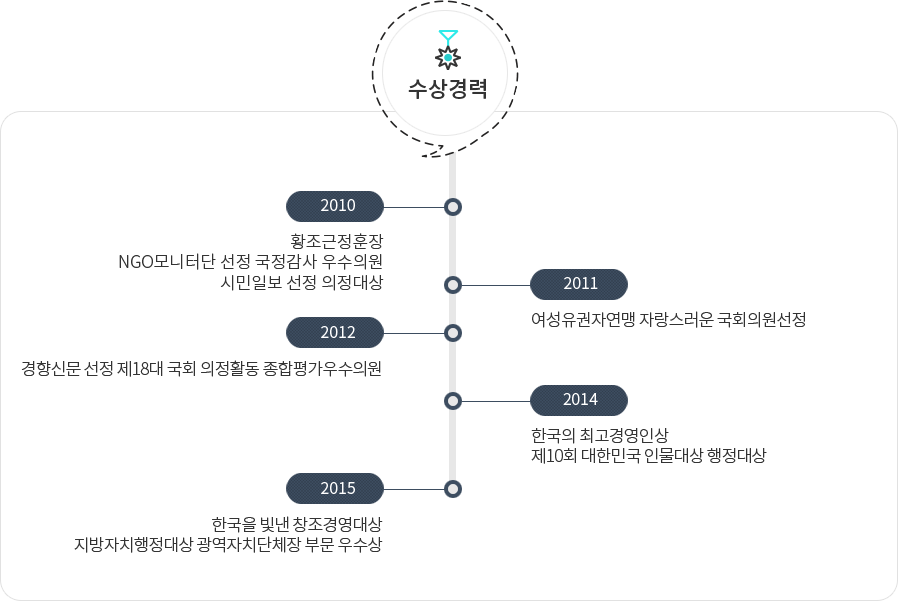 수상경력
2010
황조근정훈장
NGO모니터단 선정 국정감사 우수의원
시민일보 선정 의정대상
2011
여성유권자연맹 자랑스러운 국회의원선정
2012
경향신문 선정 제18대 국회 의정활동 종합평가우수의원
2014
한국의 최고경영인상
제10회 대한민국 인물대상 행정대상
2015
한국을 빛낸 창조경영대상
지방자치행정대상 광역자치단체장 부문 우수상